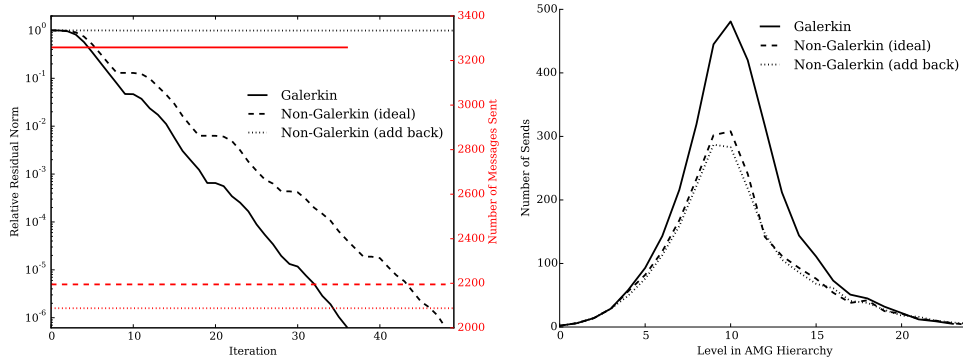 10^0
10^-1
10^-2
10^-3
10^-4
10^-5
10^-6
Relative Residual Norm
0 10 20 30 40
Iteration
Galerkin
Non-Galerkin (ideal)
Non-Galerkin (add back)
3400
3200
3000
2800
2600
2400
2200
2000
Number of Messages Sent
500
400
300
200
100
0
Number of Sends
0 5 10 15 20
Level in AMG Hierarchy
Galerkin
Non-Galerkin (ideal)
Non-Galerkin (add back)